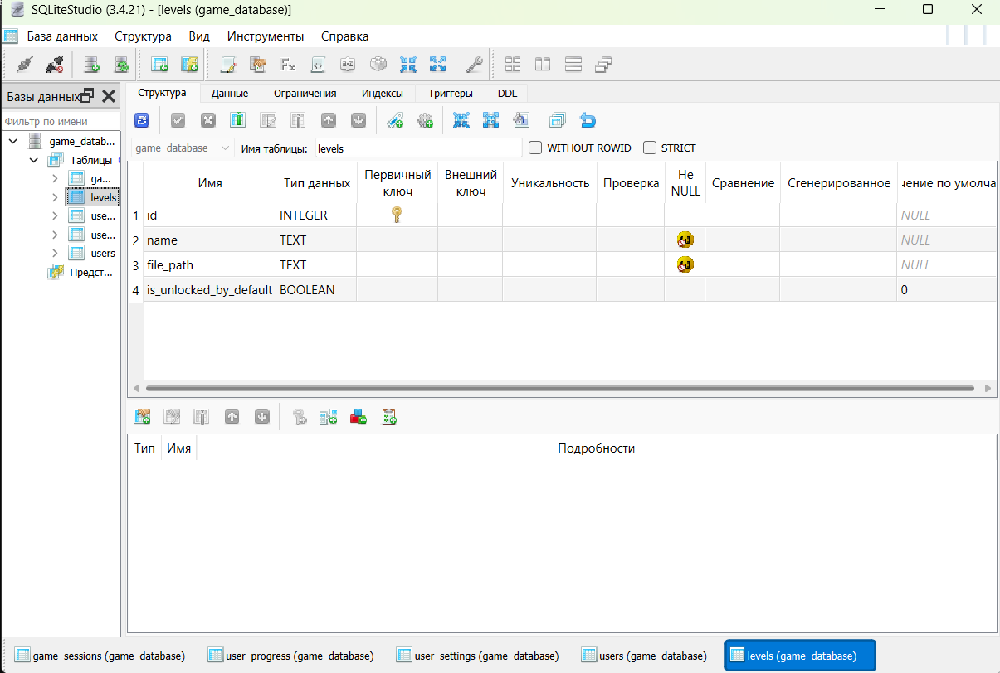 SQLiteStudio (3.4.21) - [levels (game_database)]
База данных Структура Вид Инструменты Справка
Базы данных
Фильтр по имени
game_datab...
Таблицы
ga...
levels
use...
use...
users
Предст...
Структура Данные Ограничения Индексы Триггеры DDL
game_database Имя таблицы: levels WITHOUT ROWID STRICT
Имя Тип данных Первичный ключ Внешний ключ Уникальность Проверка Не NULL Сравнение Сгенерированное чение по умолча
1 id INTEGER NULL
2 name TEXT NULL
3 file_path TEXT NULL
4 is_unlocked_by_default BOOLEAN 0
Тип Имя Подробности
game_sessions (game_database) user_progress (game_database) user_settings (game_database) users (game_database) levels (game_database)